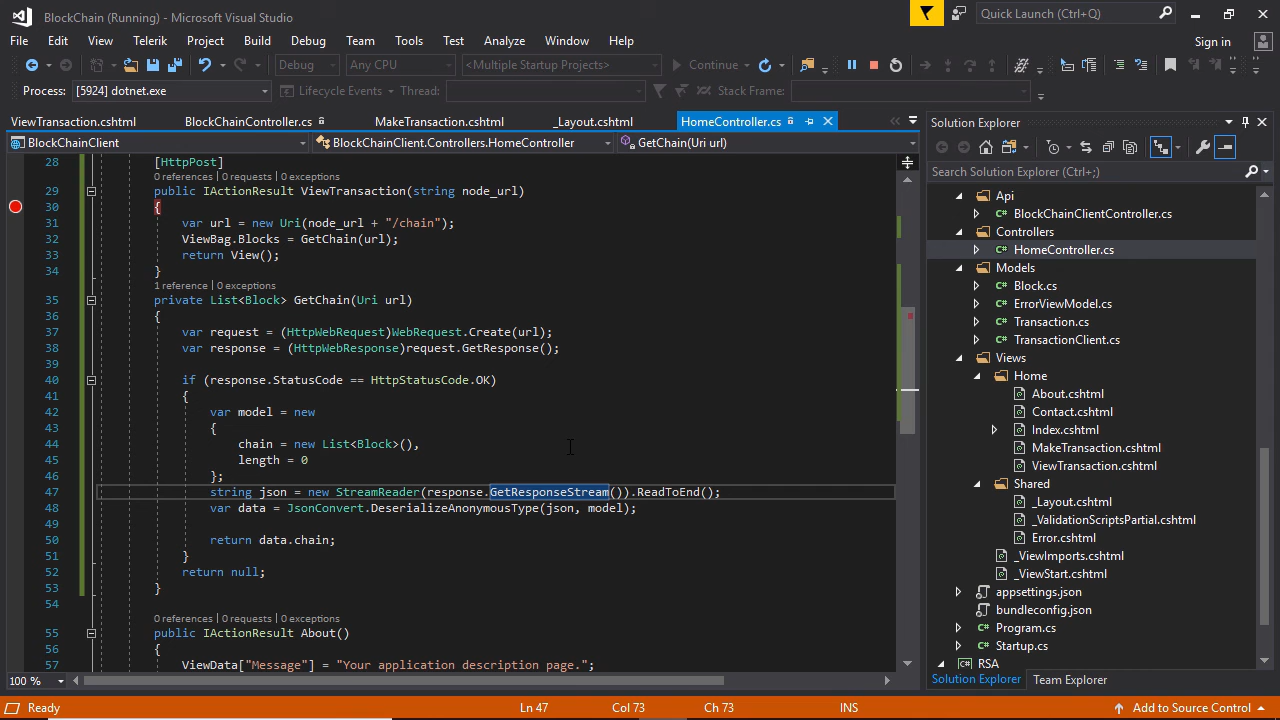 BlockChain (Running) - Microsoft Visual Studio
Quick Launch (Ctrl+Q)
File Edit View Telerik Project Build Debug Team Tools Test Analyze Window Help
Sign in
Debug Any CPU <Multiple Startup Projects> Continue
Process: [5924] dotnet.exe Lifecycle Events Thread: Stack Frame:
ViewTransaction.cshtml BlockChainController.cs MakeTransaction.cshtml _Layout.cshtml HomeController.cs
BlockChainClient BlockChainClient.Controllers.HomeController GetChain(Uri url)
28 [HttpPost]
0 references | 0 requests | 0 exceptions
29 public IActionResult ViewTransaction(string node_url)
30 {
31 var url = new Uri(node_url + "/chain");
32 ViewBag.Blocks = GetChain(url);
33 return View();
34 }
1 reference | 0 exceptions
35 private List<Block> GetChain(Uri url)
36 {
37 var request = (HttpWebRequest)WebRequest.Create(url);
38 var response = (HttpWebResponse)request.GetResponse();
39
40 if (response.StatusCode == HttpStatusCode.OK)
41 {
42 var model = new
43 {
44 chain = new List<Block>(),
45 length = 0
46 };
47 string json = new StreamReader(response.GetResponseStream()).ReadToEnd();
48 var data = JsonConvert.DeserializeAnonymousType(json, model);
49
50 return data.chain;
51 }
52 return null;
53 }
54
0 references | 0 requests | 0 exceptions
55 public IActionResult About()
56 {
57 ViewData["Message"] = "Your application description page.";
100 %
Solution Explorer
Search Solution Explorer (Ctrl+;)
Api
C# BlockChainClientController.cs
Controllers
C# HomeController.cs
Models
C# Block.cs
C# ErrorViewModel.cs
C# Transaction.cs
C# TransactionClient.cs
Views
Home
About.cshtml
Contact.cshtml
Index.cshtml
MakeTransaction.cshtml
ViewTransaction.cshtml
Shared
_Layout.cshtml
_ValidationScriptsPartial.cshtml
Error.cshtml
_ViewImports.cshtml
_ViewStart.cshtml
appsettings.json
bundleconfig.json
C# Program.cs
C# Startup.cs
RSA
Solution Explorer Team Explorer
Ready Ln 47 Col 73 Ch 73 INS Add to Source Control